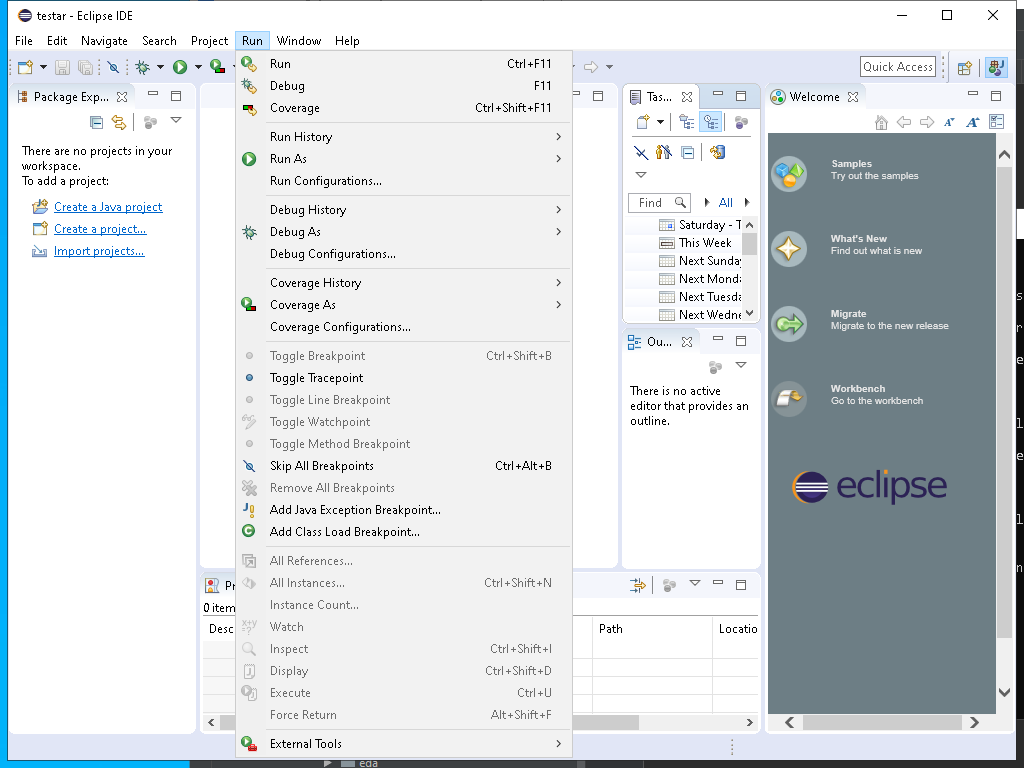 testar - Eclipse IDE
File Edit Navigate Search Project Run Window Help
Quick Access
Package Exp...
There are no projects in your
workspace.
To add a project:
Create a Java project
Create a project...
Import projects...
Run Ctrl+F11
Debug F11
Coverage Ctrl+Shift+F11
Run History
Run As
Run Configurations...
Debug History
Debug As
Debug Configurations...
Coverage History
Coverage As
Coverage Configurations...
Toggle Breakpoint Ctrl+Shift+B
Toggle Tracepoint
Toggle Line Breakpoint
Toggle Watchpoint
Toggle Method Breakpoint
Skip All Breakpoints Ctrl+Alt+B
Remove All Breakpoints
Add Java Exception Breakpoint...
Add Class Load Breakpoint...
All References...
All Instances... Ctrl+Shift+N
Instance Count...
Watch
Inspect Ctrl+Shift+I
Display Ctrl+Shift+D
Execute Ctrl+U
Force Return Alt+Shift+F
External Tools
Tas...
Find All
Saturday - T
This Week
Next Sunday
Next Monda
Next Tuesda
Next Wedne
Ou...
There is no active
editor that provides an
outline.
Welcome
Samples
Try out the samples
What's New
Find out what is new
Migrate
Migrate to the new release
Workbench
Go to the workbench
eclipse
Pr
0 item
Desc Path Locatio
eda